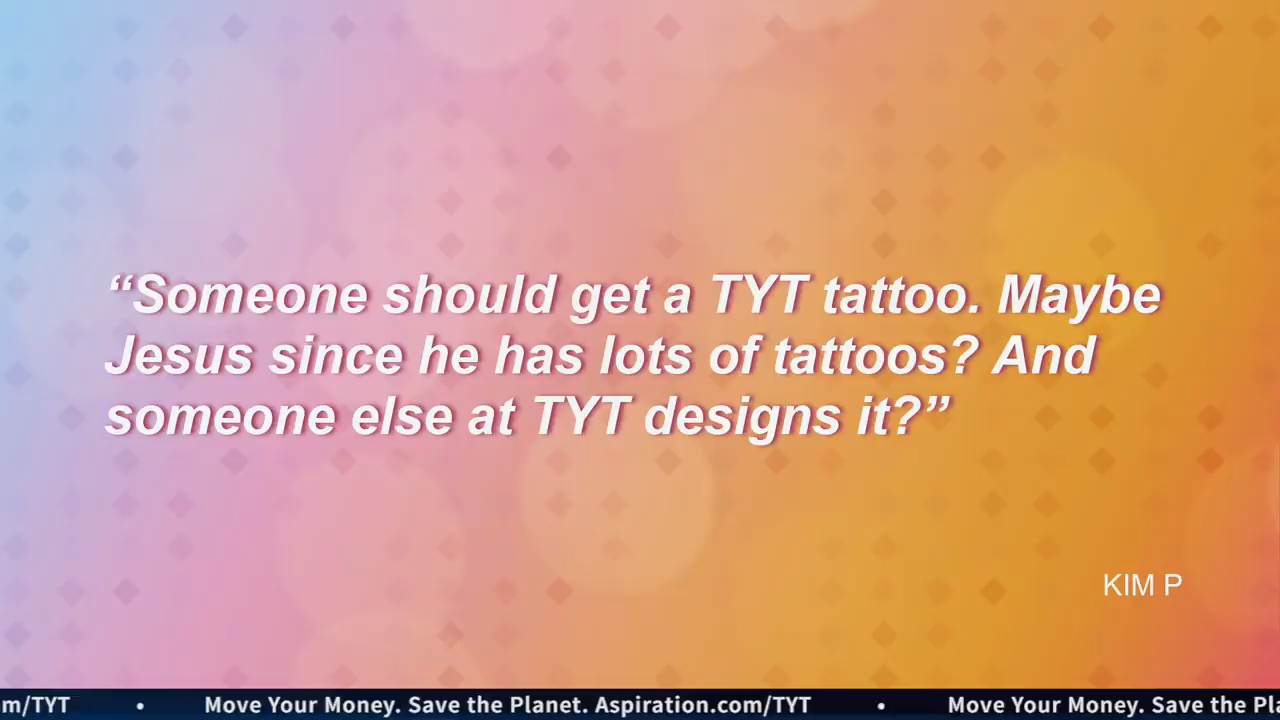 “Someone should get a TYT tattoo. Maybe
Jesus since he has lots of tattoos? And
someone else at TYT designs it?”
KIM P
m/TYT • Move Your Money. Save the Planet. Aspiration.com/TYT • Move Your Money. Save the Pla